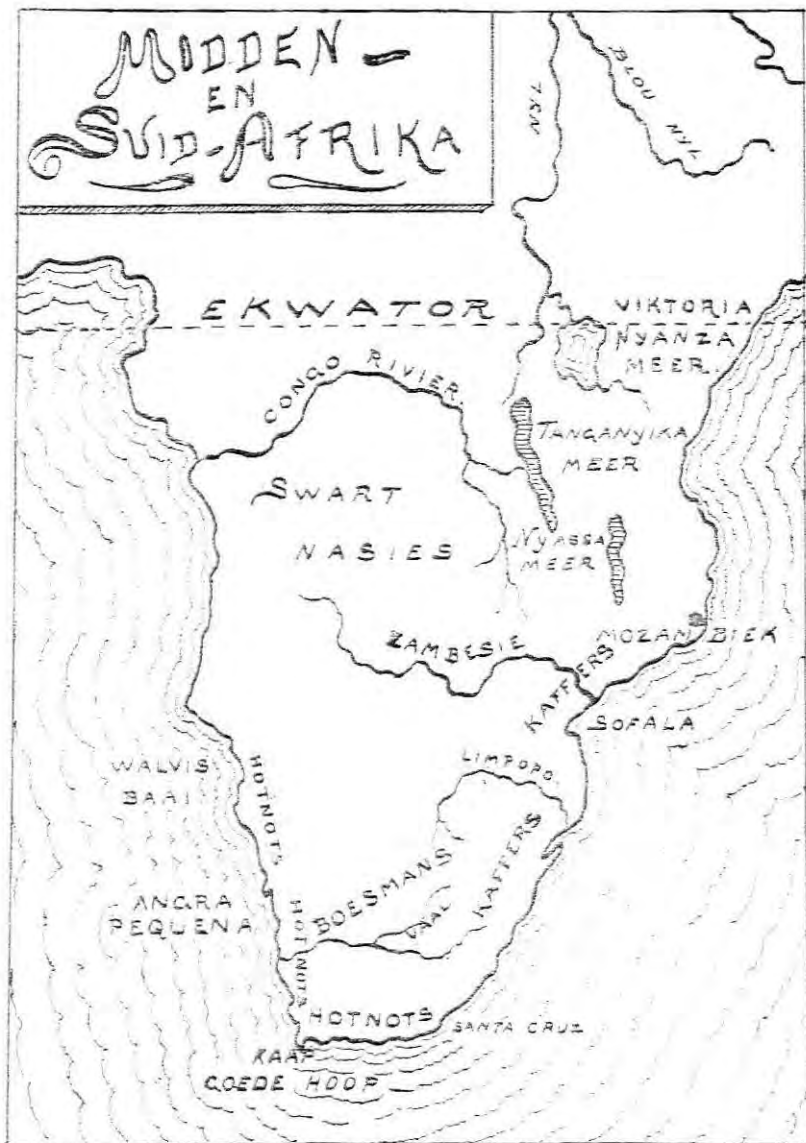 MIDDEN-
EN
SUID-AFRIKA
NYL
BLOU NYL
EKWATOR
VIKTORIA
NYANZA
MEER.
CONGO RIVIER.
TANGANYIKA
MEER
SWART
NASIES
NYASSA
MEER
ZAMBESIE
MOZAMBIEK
KAFFERS
SOFALA
WALVIS
BAAI
HOTNOTS
LIMPOPO.
BOESMANS
VAAL
KAFFERS
ANGRA
PEQUENA
HOTNOTS
HOTNOTS
SANTA CRUZ
KAAP
GOEDE HOOP